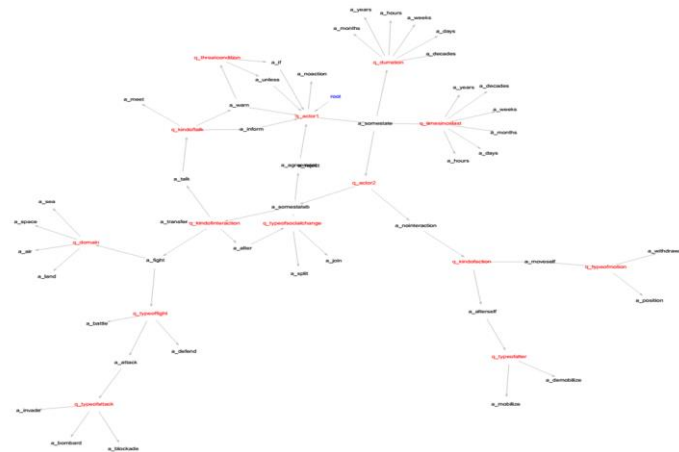 a_years
a_hours
a_weeks
a_months
a_days
a_decades
q_duration
q_threatcondition
a_if
a_unless
a_noaction
root
a_years
a_decades
a_weeks
a_months
a_days
a_hours
a_meet
a_warn
q_actor1
a_somestate
q_kindoftalk
a_inform
a_talk
q_actor2
a_somestateb
a_transfer
q_kindofinteraction
q_typeofsocialchange
a_nointeraction
a_sea
a_space
q_domain
a_air
a_land
a_fight
a_alter
a_join
a_split
q_kindofaction
a_moveself
q_typeofmotion
a_withdraw
a_position
a_alterself
q_typeoffight
a_battle
a_defend
a_attack
q_typeofalter
a_demobilize
a_mobilize
q_typeofattack
a_invade
a_bombard
a_blockade